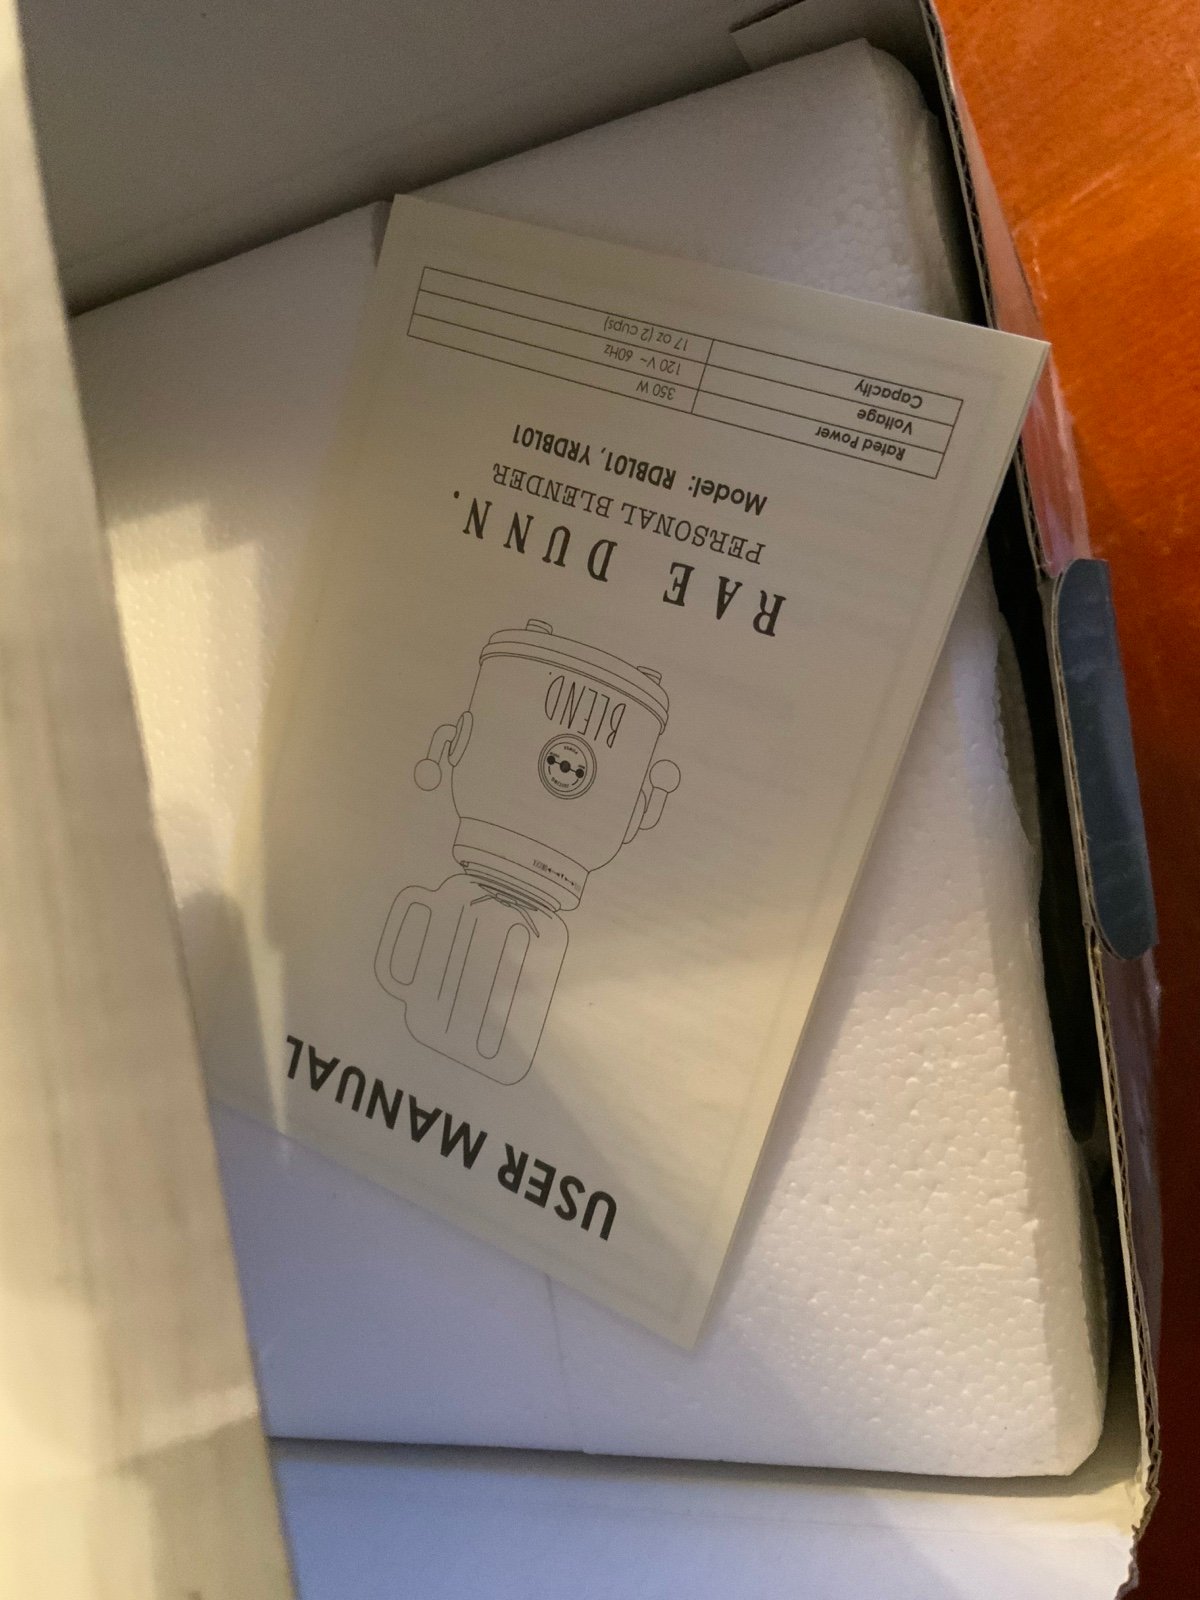 USER MANUAL
BLEND.
RAE DUNN.
PERSONAL BLENDER
Model: RDBL01, YRDBL01
Rated Power 350 W
Voltage 120 V~ 60Hz
Capacity 17 oz (2 cups)